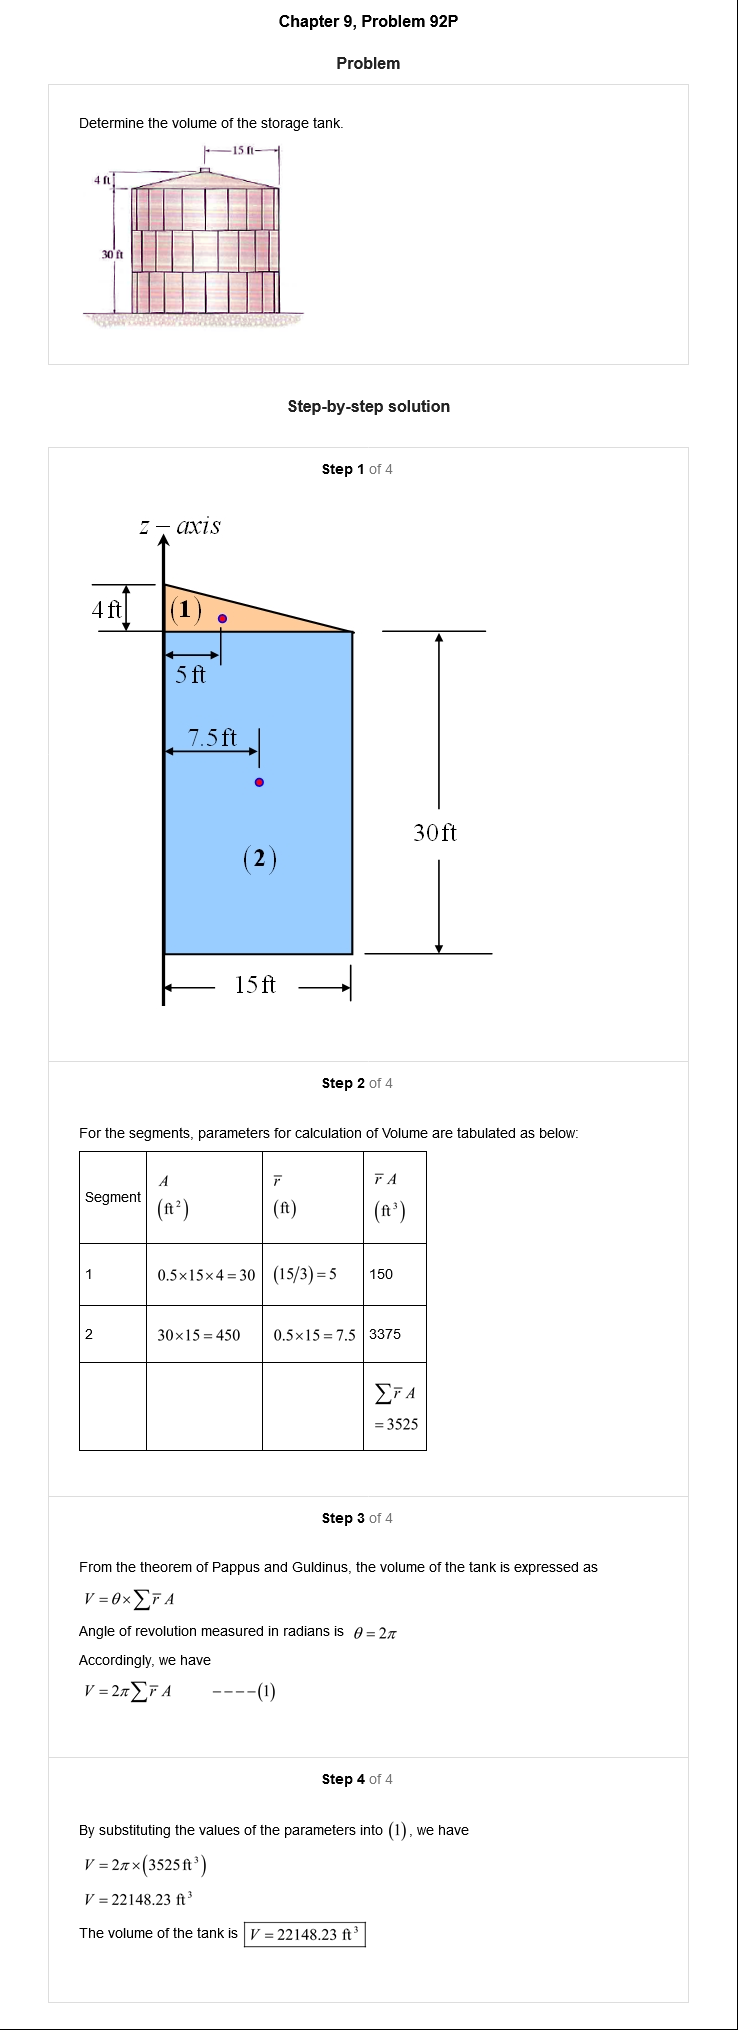 Chapter 9, Problem 92P
Problem
Determine the volume of the storage tank.
15 ft
4 ft
30 ft
Step-by-step solution
Step 1 of 4
z – axis
4 ft
(1)
5 ft
7.5 ft
30 ft
(2)
15 ft
Step 2 of 4
For the segments, parameters for calculation of Volume are tabulated as below:
Segment A (ft²) r̅ (ft) r̅ A (ft³)
1 0.5×15×4 = 30 (15/3) = 5 150
2 30×15 = 450 0.5×15 = 7.5 3375
∑ r̅ A
= 3525
Step 3 of 4
From the theorem of Pappus and Guldinus, the volume of the tank is expressed as
V = θ × ∑ r̅ A
Angle of revolution measured in radians is θ = 2π
Accordingly, we have
V = 2π ∑ r̅ A ----(1)
Step 4 of 4
By substituting the values of the parameters into (1), we have
V = 2π × (3525 ft³)
V = 22148.23 ft³
The volume of the tank is V = 22148.23 ft³